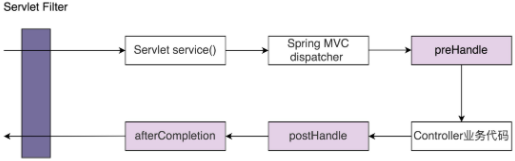 Servlet Filter
Servlet service()
Spring MVC
dispatcher
preHandle
afterCompletion
postHandle
Controller业务代码